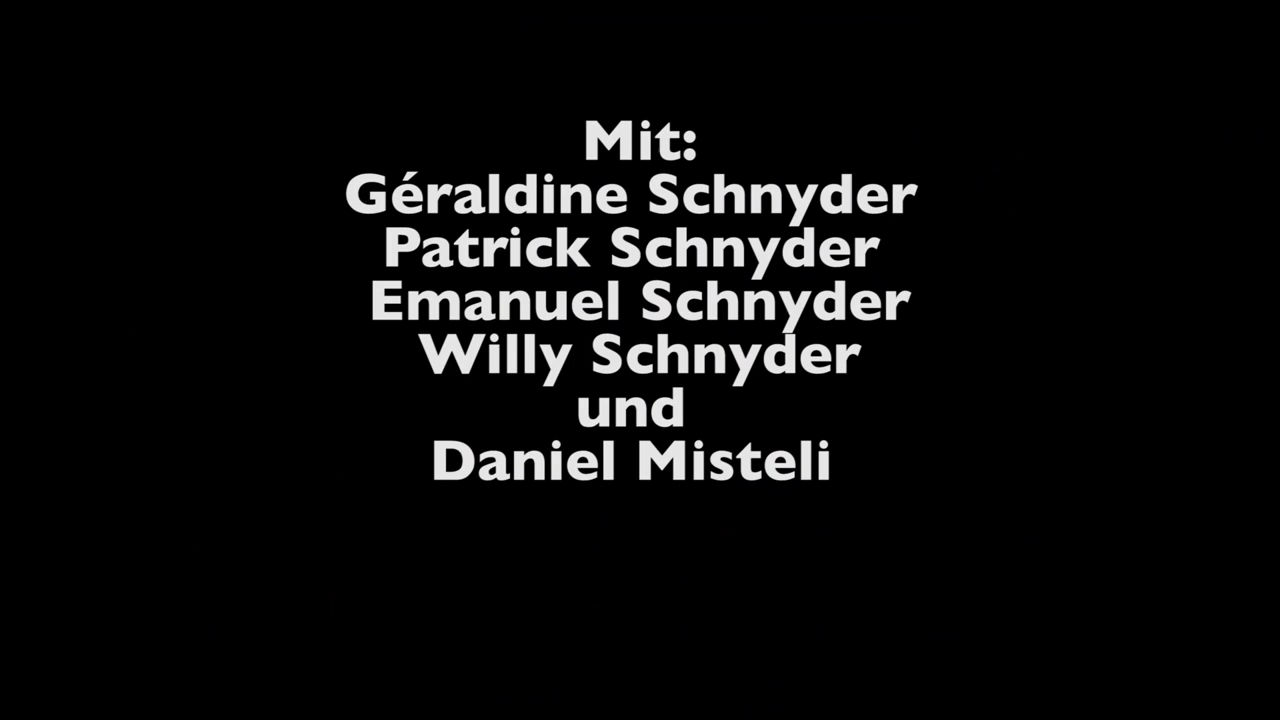 Mit:
Géraldine Schnyder
Patrick Schnyder
Emanuel Schnyder
Willy Schnyder
und
Daniel Misteli